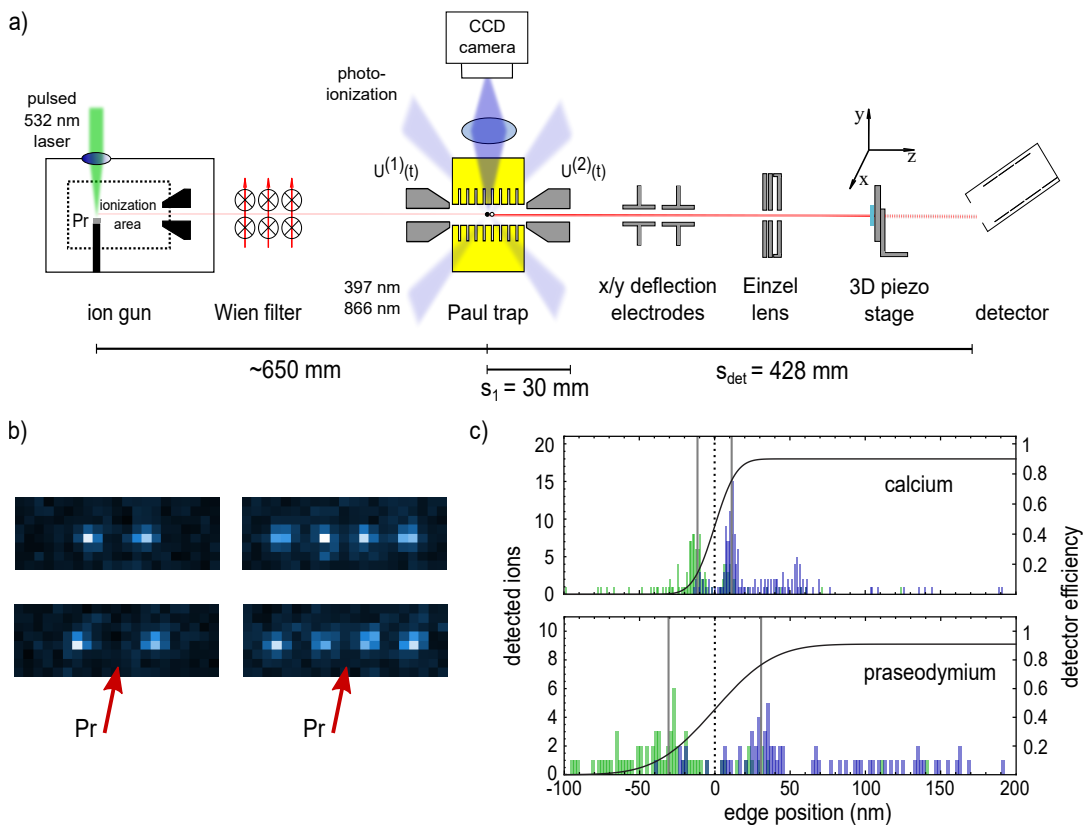 a)
CCD
camera
photo-
ionization
pulsed
532 nm
laser
U(1)(t)
U(2)(t)
y
z
x
Pr
ionization
area
397 nm
866 nm
ion gun
Wien filter
Paul trap
x/y deflection
electrodes
Einzel
lens
3D piezo
stage
detector
~650 mm
s1 = 30 mm
sdet = 428 mm
b)
Pr
Pr
c)
20
15
10
5
0
1
0.8
0.6
0.4
0.2
calcium
10
8
6
4
2
0
1
0.8
0.6
0.4
0.2
praseodymium
detected ions
detector efficiency
-100
-50
0
50
100
150
200
edge position (nm)